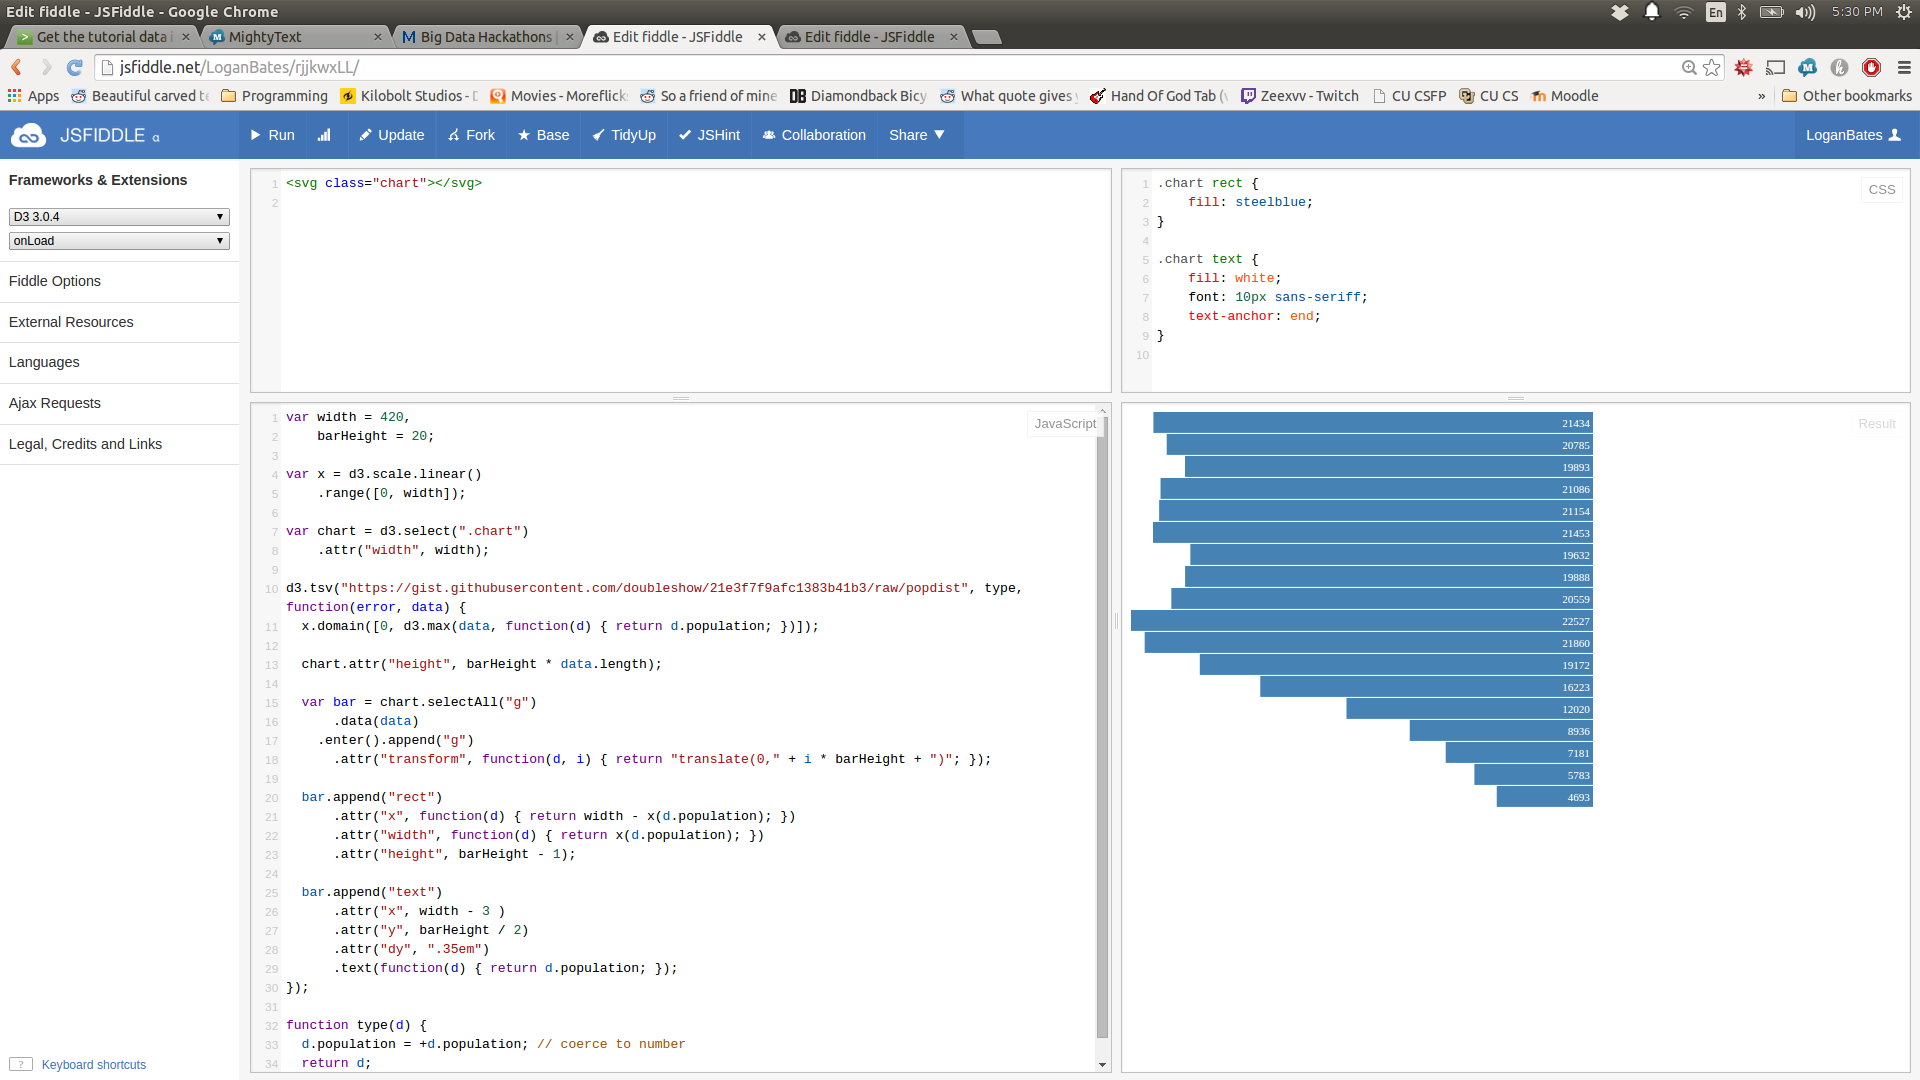 Edit fiddle - JSFiddle - Google Chrome
En
5:30 PM
Get the tutorial data i
MightyText
Big Data Hackathons |
Edit fiddle - JSFiddle
Edit fiddle - JSFiddle
jsfiddle.net/LoganBates/rjjkwxLL/
Apps
Beautiful carved te
Programming
Kilobolt Studios - D
Movies - Moreflick
So a friend of mine
DB Diamondback Bicy
What quote gives y
Hand Of God Tab (v
Zeexvv - Twitch
CU CSFP
CU CS
Moodle
»
Other bookmarks
JSFIDDLE α
Run
Update
Fork
Base
TidyUp
JSHint
Collaboration
Share
LoganBates
Frameworks & Extensions
D3 3.0.4
onLoad
Fiddle Options
External Resources
Languages
Ajax Requests
Legal, Credits and Links
? Keyboard shortcuts
1 <svg class="chart"></svg>
2
CSS
1 .chart rect {
2 fill: steelblue;
3 }
4
5 .chart text {
6 fill: white;
7 font: 10px sans-seriff;
8 text-anchor: end;
9 }
10
JavaScript
1 var width = 420,
2 barHeight = 20;
3
4 var x = d3.scale.linear()
5 .range([0, width]);
6
7 var chart = d3.select(".chart")
8 .attr("width", width);
9
10 d3.tsv("https://gist.githubusercontent.com/doubleshow/21e3f7f9afc1383b41b3/raw/popdist", type,
function(error, data) {
11 x.domain([0, d3.max(data, function(d) { return d.population; })]);
12
13 chart.attr("height", barHeight * data.length);
14
15 var bar = chart.selectAll("g")
16 .data(data)
17 .enter().append("g")
18 .attr("transform", function(d, i) { return "translate(0," + i * barHeight + ")"; });
19
20 bar.append("rect")
21 .attr("x", function(d) { return width - x(d.population); })
22 .attr("width", function(d) { return x(d.population); })
23 .attr("height", barHeight - 1);
24
25 bar.append("text")
26 .attr("x", width - 3 )
27 .attr("y", barHeight / 2)
28 .attr("dy", ".35em")
29 .text(function(d) { return d.population; });
30 });
31
32 function type(d) {
33 d.population = +d.population; // coerce to number
34 return d;
Result
21434
20785
19893
21086
21154
21453
19632
19888
20559
22527
21860
19172
16223
12020
8936
7181
5783
4693